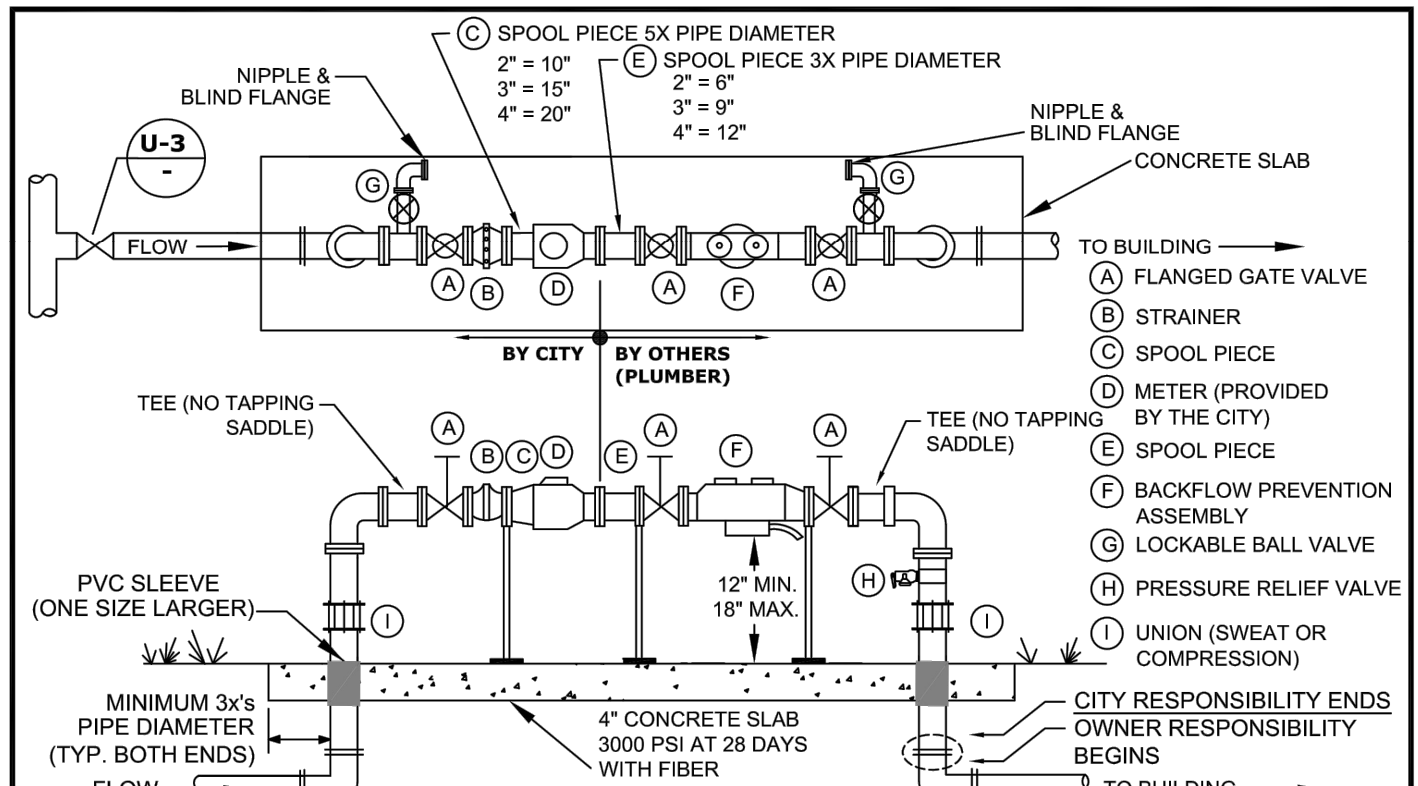 C SPOOL PIECE 5X PIPE DIAMETER
2" = 10"
3" = 15"
4" = 20"
E SPOOL PIECE 3X PIPE DIAMETER
2" = 6"
3" = 9"
4" = 12"
NIPPLE &
BLIND FLANGE
NIPPLE &
BLIND FLANGE
CONCRETE SLAB
U-3
-
G
G
FLOW
TO BUILDING
A
B
D
A
F
A
BY CITY
BY OTHERS
(PLUMBER)
A FLANGED GATE VALVE
B STRAINER
C SPOOL PIECE
D METER (PROVIDED
BY THE CITY)
E SPOOL PIECE
F BACKFLOW PREVENTION
ASSEMBLY
G LOCKABLE BALL VALVE
H PRESSURE RELIEF VALVE
I UNION (SWEAT OR
COMPRESSION)
TEE (NO TAPPING
SADDLE)
A
B
C
D
E
A
F
A
TEE (NO TAPPING
SADDLE)
12" MIN.
18" MAX.
H
PVC SLEEVE
(ONE SIZE LARGER)
I
I
MINIMUM 3x's
PIPE DIAMETER
(TYP. BOTH ENDS)
4" CONCRETE SLAB
3000 PSI AT 28 DAYS
WITH FIBER
CITY RESPONSIBILITY ENDS
OWNER RESPONSIBILITY
BEGINS
FLOW
TO BUILDING